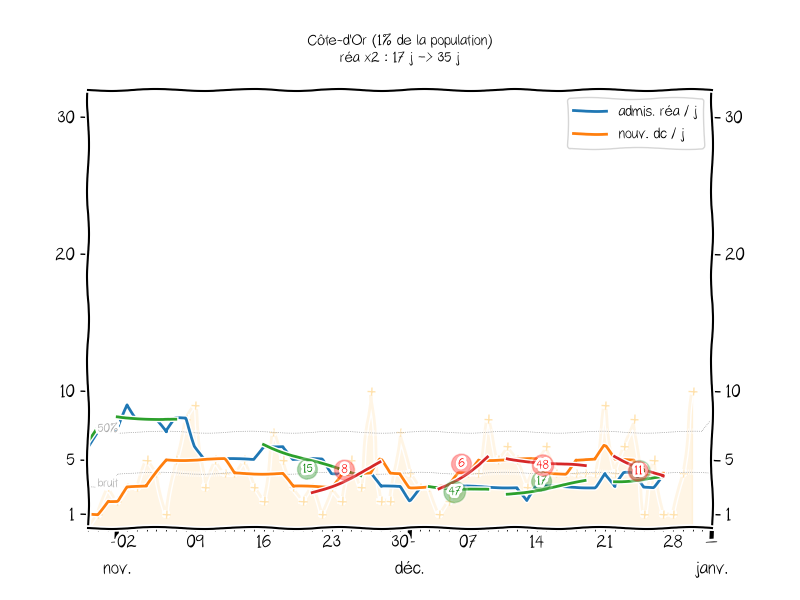 Côte-d'Or (1% de la population)
réa x2 : 17 j -> 35 j
admis. réa / j
nouv. dc / j
30 30
20 20
10 10
5 5
1 1
50%
bruit
15 8 6 47 48 17 11
02 09 16 23 30 07 14 21 28
nov. déc. janv.